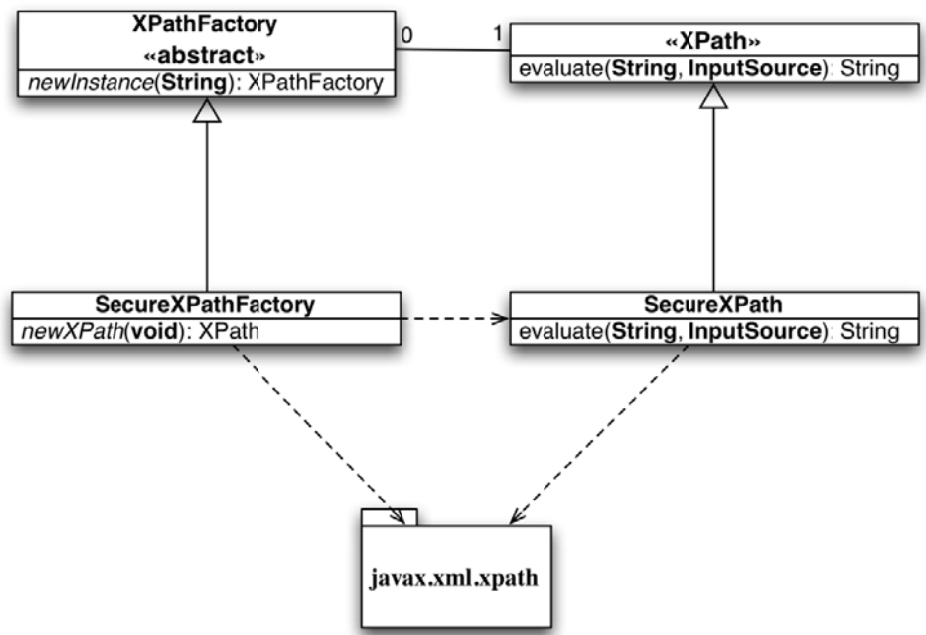 XPathFactory
«abstract»
newInstance(String): XPathFactory
0
1
«XPath»
evaluate(String, InputSource): String
SecureXPathFactory
newXPath(void): XPath
SecureXPath
evaluate(String, InputSource): String
javax.xml.xpath